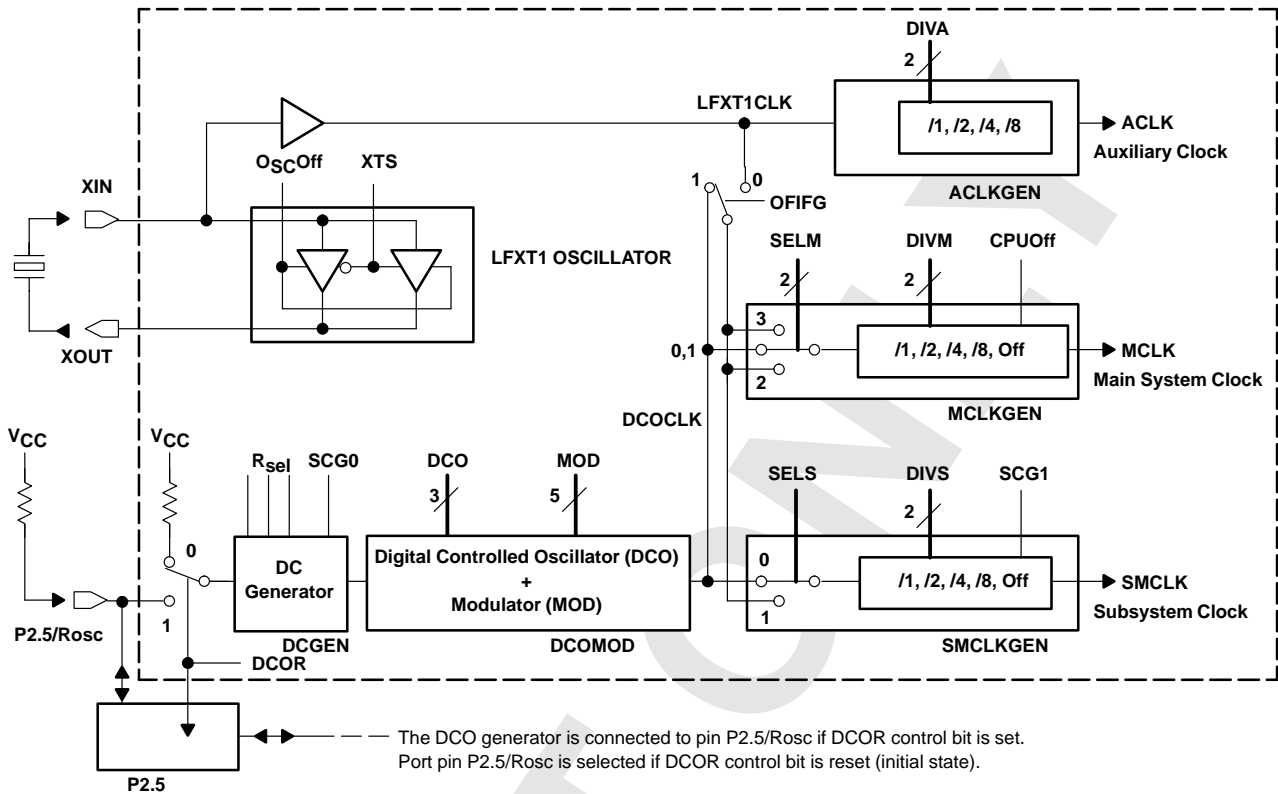 DIVA
2
LFXT1CLK
/1, /2, /4, /8
ACLK
Auxiliary Clock
ACLKGEN
OSCOff
XTS
XIN
1
0
OFIFG
LFXT1 OSCILLATOR
SELM
DIVM
CPUOff
2
2
3
0,1
2
/1, /2, /4, /8, Off
MCLK
Main System Clock
MCLKGEN
XOUT
DCOCLK
VCC
VCC
Rsel
SCG0
DCO
MOD
3
5
SELS
DIVS
SCG1
2
0
DC
Generator
Digital Controlled Oscillator (DCO)
+
Modulator (MOD)
0
1
/1, /2, /4, /8, Off
SMCLK
Subsystem Clock
1
P2.5/Rosc
DCGEN
DCOMOD
SMCLKGEN
DCOR
The DCO generator is connected to pin P2.5/Rosc if DCOR control bit is set.
Port pin P2.5/Rosc is selected if DCOR control bit is reset (initial state).
P2.5